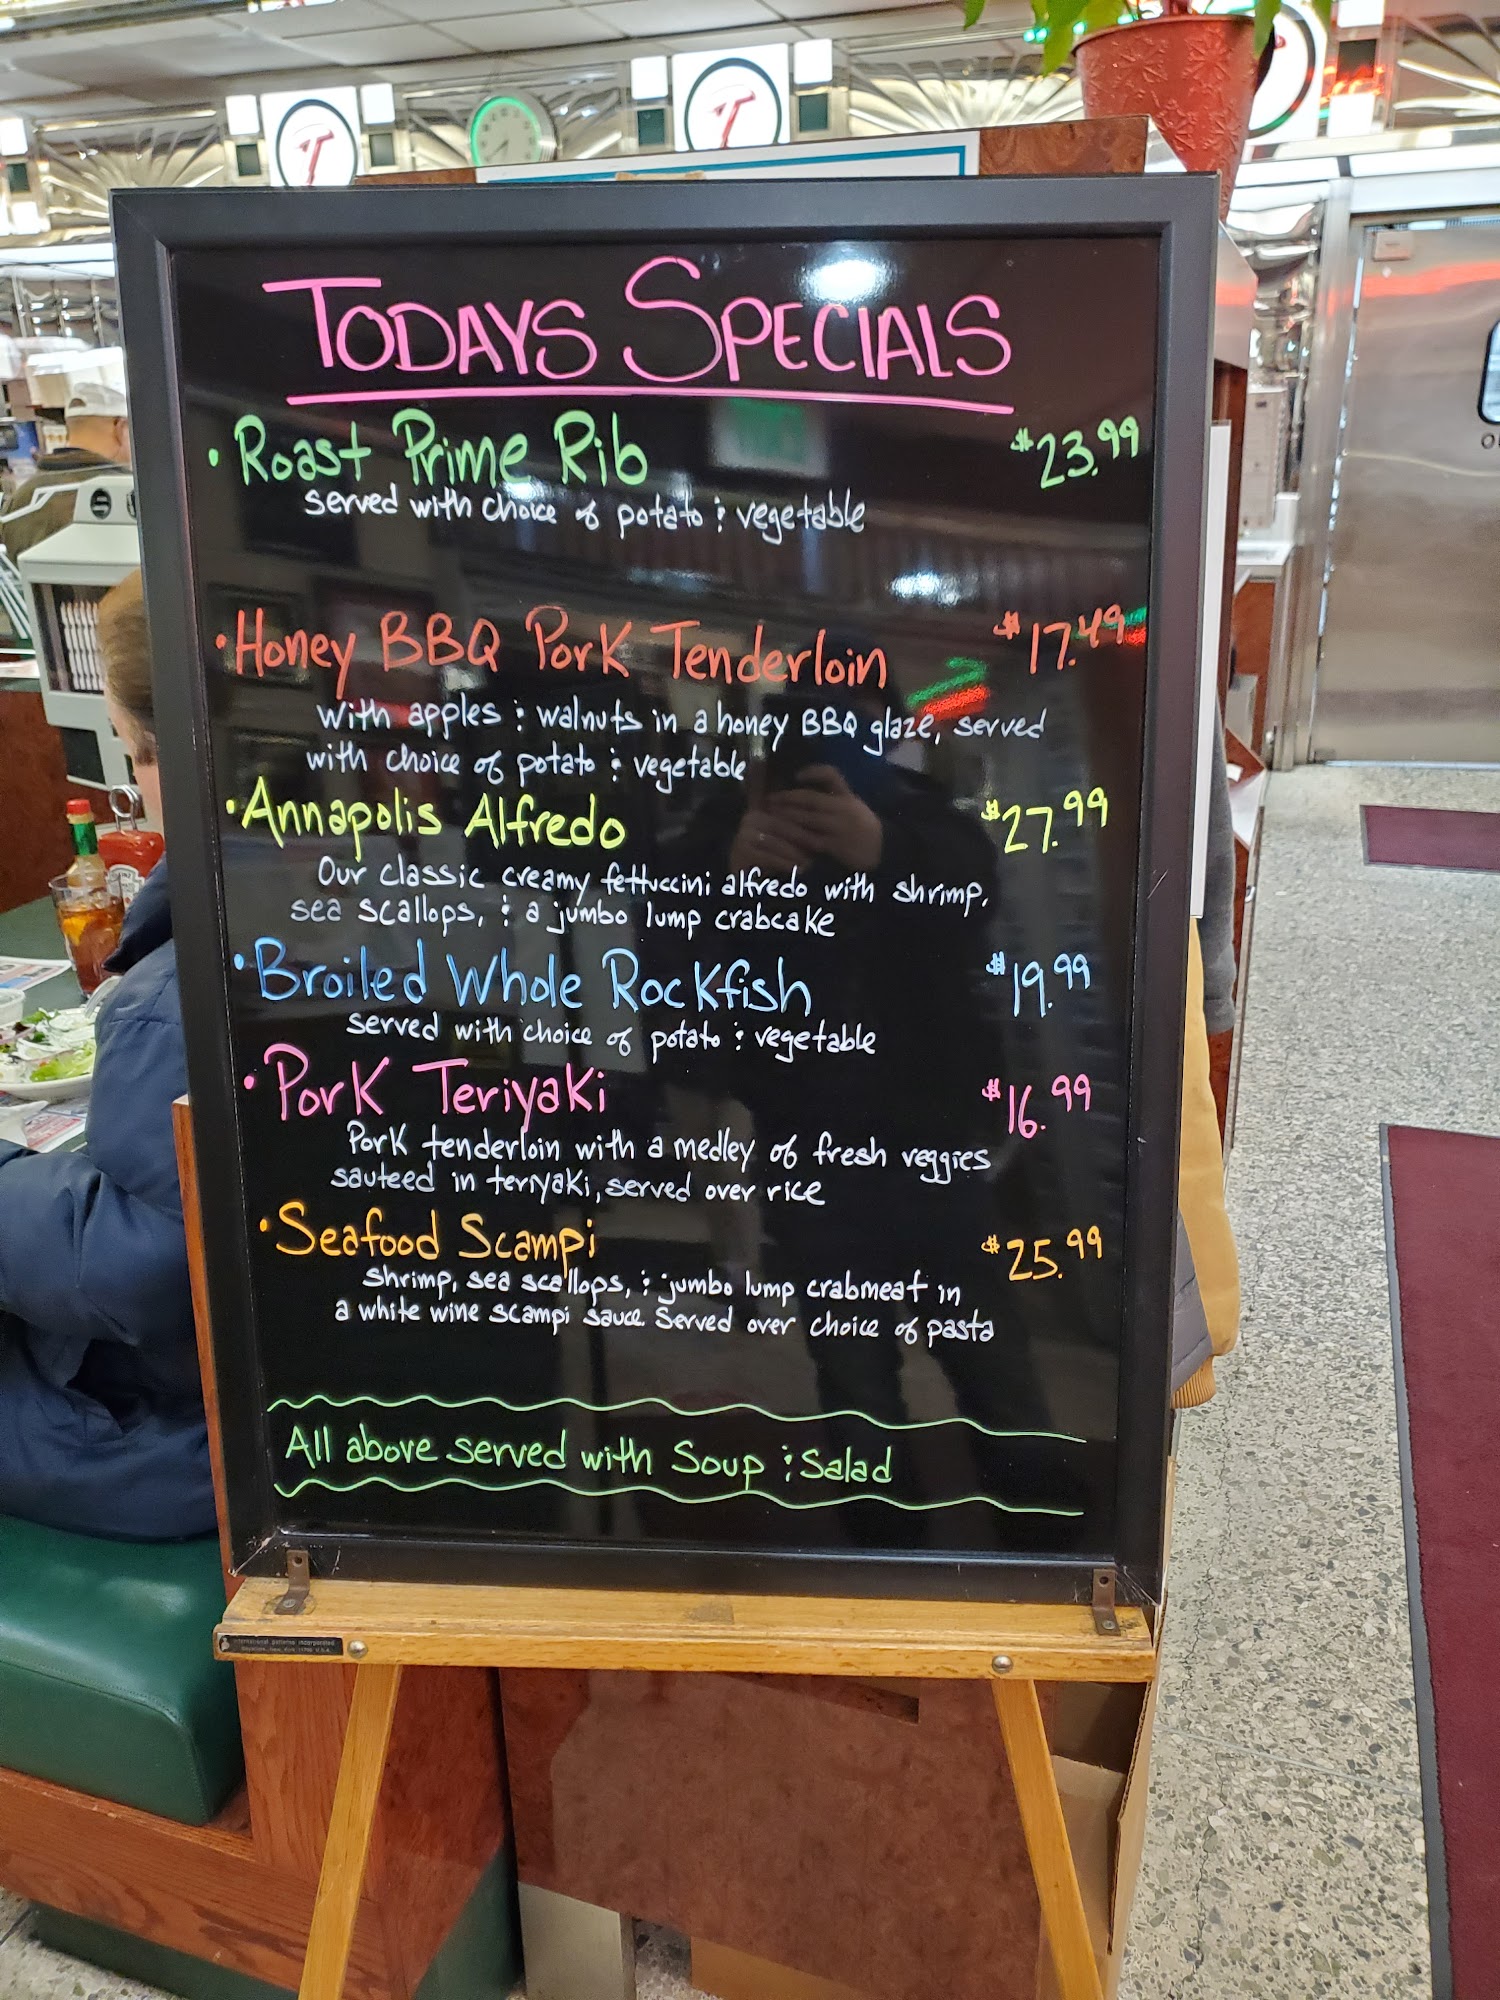 TODAYS SPECIALS
• Roast Prime Rib $23.99
served with choice of potato & vegetable
• Honey BBQ Pork Tenderloin $17.49
with apples & walnuts in a honey BBQ glaze, served
with choice of potato & vegetable
• Annapolis Alfredo $27.99
Our classic creamy fettuccini alfredo with shrimp,
sea scallops, & a jumbo lump crabcake
• Broiled Whole Rockfish $19.99
served with choice of potato & vegetable
• Pork Teriyaki $16.99
Pork tenderloin with a medley of fresh veggies
sauteed in teriyaki, served over rice
• Seafood Scampi $25.99
shrimp, sea scallops, & jumbo lump crabmeat in
a white wine scampi sauce. Served over choice of pasta
All above served with Soup & Salad
T
T
HEINZ
international patterns incorporated